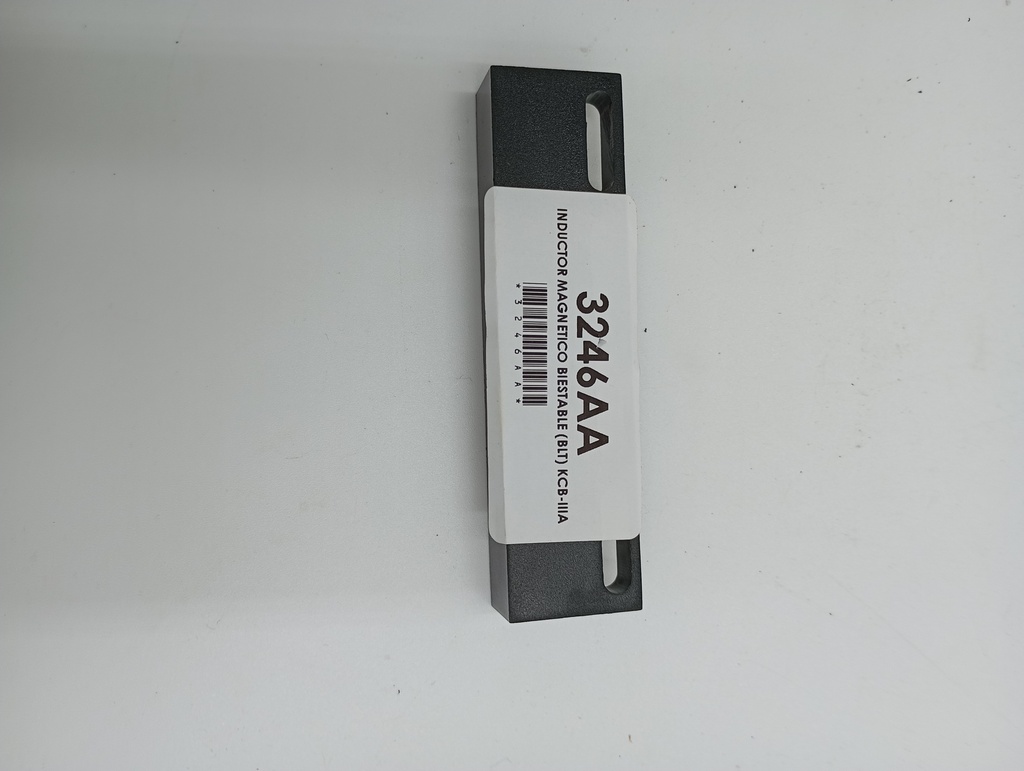 3246AA
INDUCTOR MAGNETICO BIESTABLE (BLT) KCB-IIIA
*3246AA*